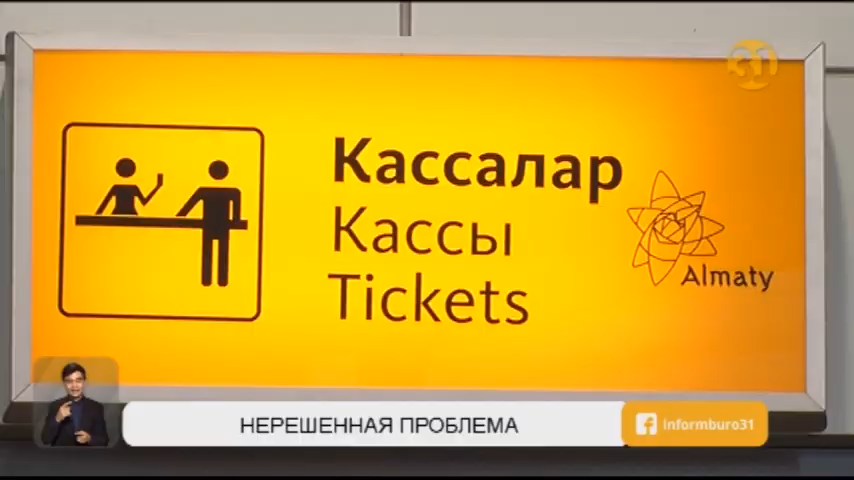 31
Кассалар
Кассы
Tickets
Almaty
НЕРЕШЕННАЯ ПРОБЛЕМА
Informburo31